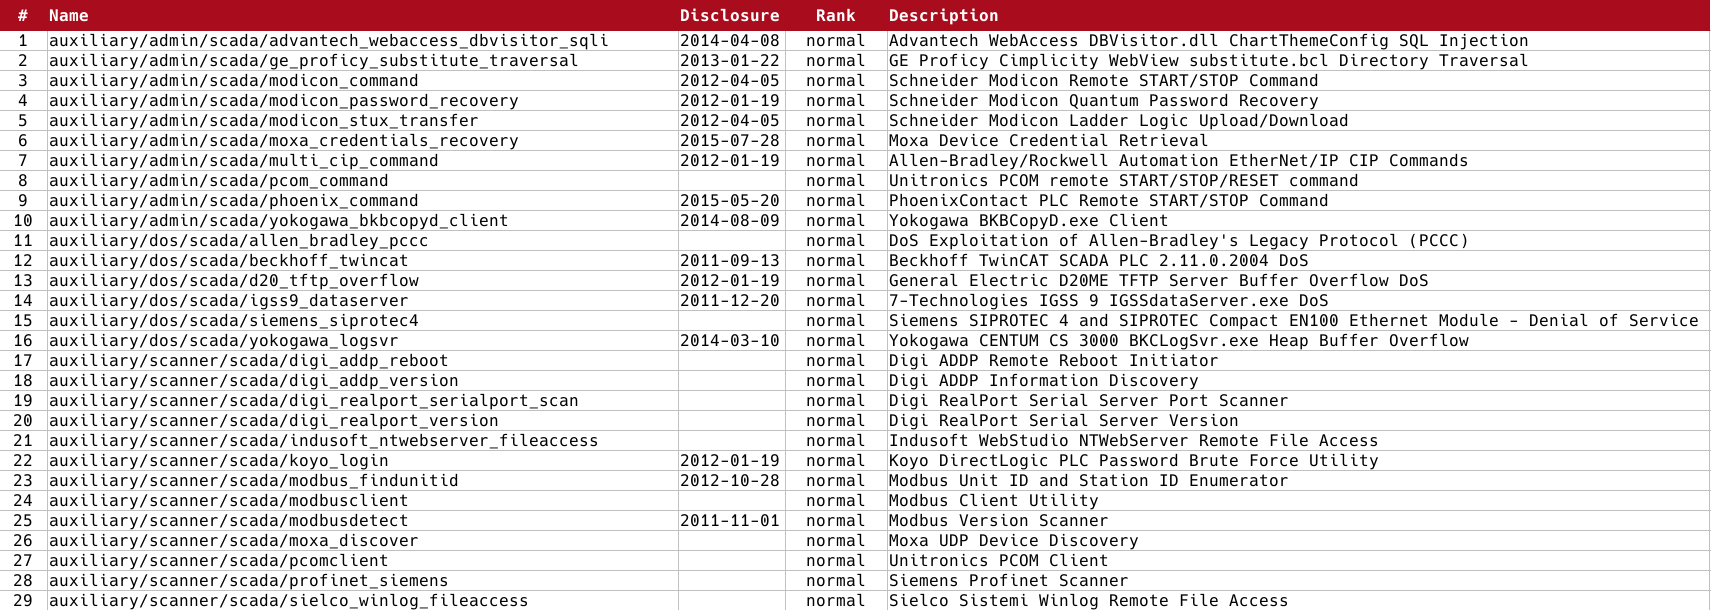 # Name Disclosure Rank Description
1 auxiliary/admin/scada/advantech_webaccess_dbvisitor_sqli 2014-04-08 normal Advantech WebAccess DBVisitor.dll ChartThemeConfig SQL Injection
2 auxiliary/admin/scada/ge_proficy_substitute_traversal 2013-01-22 normal GE Proficy Cimplicity WebView substitute.bcl Directory Traversal
3 auxiliary/admin/scada/modicon_command 2012-04-05 normal Schneider Modicon Remote START/STOP Command
4 auxiliary/admin/scada/modicon_password_recovery 2012-01-19 normal Schneider Modicon Quantum Password Recovery
5 auxiliary/admin/scada/modicon_stux_transfer 2012-04-05 normal Schneider Modicon Ladder Logic Upload/Download
6 auxiliary/admin/scada/moxa_credentials_recovery 2015-07-28 normal Moxa Device Credential Retrieval
7 auxiliary/admin/scada/multi_cip_command 2012-01-19 normal Allen-Bradley/Rockwell Automation EtherNet/IP CIP Commands
8 auxiliary/admin/scada/pcom_command normal Unitronics PCOM remote START/STOP/RESET command
9 auxiliary/admin/scada/phoenix_command 2015-05-20 normal PhoenixContact PLC Remote START/STOP Command
10 auxiliary/admin/scada/yokogawa_bkbcopyd_client 2014-08-09 normal Yokogawa BKBCopyD.exe Client
11 auxiliary/dos/scada/allen_bradley_pccc normal DoS Exploitation of Allen-Bradley's Legacy Protocol (PCCC)
12 auxiliary/dos/scada/beckhoff_twincat 2011-09-13 normal Beckhoff TwinCAT SCADA PLC 2.11.0.2004 DoS
13 auxiliary/dos/scada/d20_tftp_overflow 2012-01-19 normal General Electric D20ME TFTP Server Buffer Overflow DoS
14 auxiliary/dos/scada/igss9_dataserver 2011-12-20 normal 7-Technologies IGSS 9 IGSSdataServer.exe DoS
15 auxiliary/dos/scada/siemens_siprotec4 normal Siemens SIPROTEC 4 and SIPROTEC Compact EN100 Ethernet Module - Denial of Service
16 auxiliary/dos/scada/yokogawa_logsvr 2014-03-10 normal Yokogawa CENTUM CS 3000 BKCLogSvr.exe Heap Buffer Overflow
17 auxiliary/scanner/scada/digi_addp_reboot normal Digi ADDP Remote Reboot Initiator
18 auxiliary/scanner/scada/digi_addp_version normal Digi ADDP Information Discovery
19 auxiliary/scanner/scada/digi_realport_serialport_scan normal Digi RealPort Serial Server Port Scanner
20 auxiliary/scanner/scada/digi_realport_version normal Digi RealPort Serial Server Version
21 auxiliary/scanner/scada/indusoft_ntwebserver_fileaccess normal Indusoft WebStudio NTWebServer Remote File Access
22 auxiliary/scanner/scada/koyo_login 2012-01-19 normal Koyo DirectLogic PLC Password Brute Force Utility
23 auxiliary/scanner/scada/modbus_findunitid 2012-10-28 normal Modbus Unit ID and Station ID Enumerator
24 auxiliary/scanner/scada/modbusclient normal Modbus Client Utility
25 auxiliary/scanner/scada/modbusdetect 2011-11-01 normal Modbus Version Scanner
26 auxiliary/scanner/scada/moxa_discover normal Moxa UDP Device Discovery
27 auxiliary/scanner/scada/pcomclient normal Unitronics PCOM Client
28 auxiliary/scanner/scada/profinet_siemens normal Siemens Profinet Scanner
29 auxiliary/scanner/scada/sielco_winlog_fileaccess normal Sielco Sistemi Winlog Remote File Access